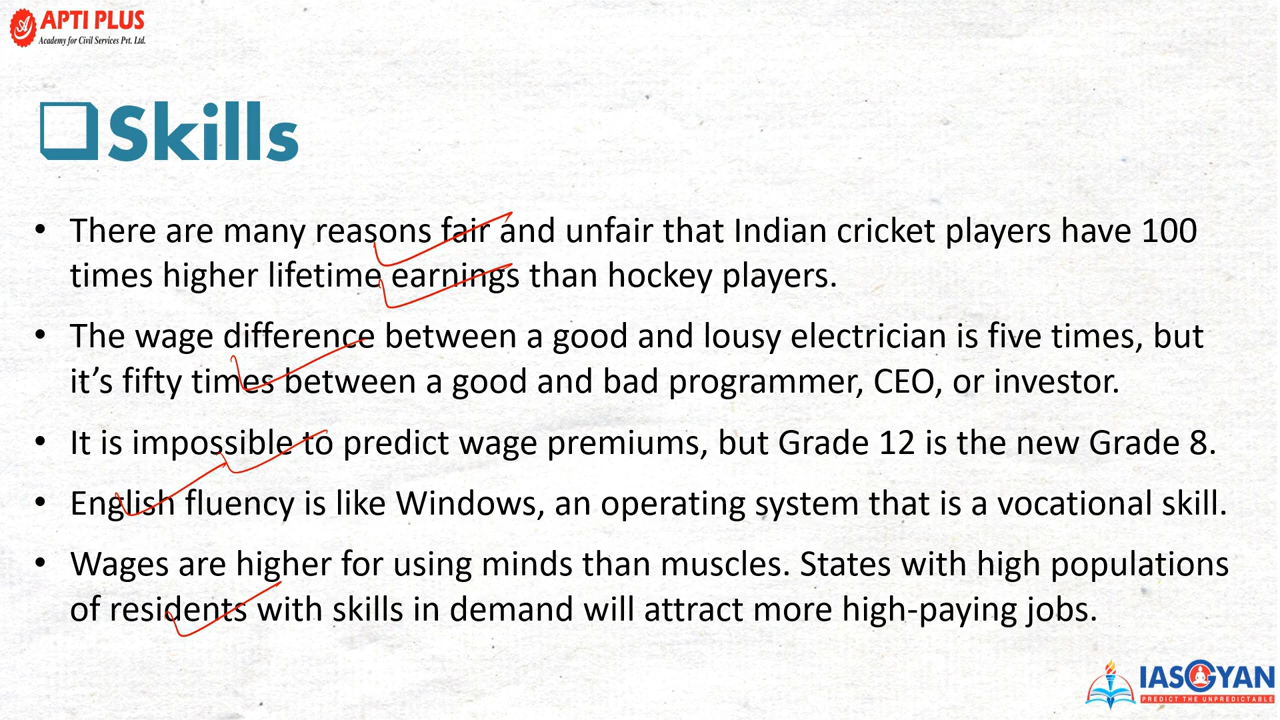 APTI PLUS
Academy for Civil Services Pvt. Ltd.
❑Skills
• There are many reasons fair and unfair that Indian cricket players have 100
times higher lifetime earnings than hockey players.
• The wage difference between a good and lousy electrician is five times, but
it’s fifty times between a good and bad programmer, CEO, or investor.
• It is impossible to predict wage premiums, but Grade 12 is the new Grade 8.
• English fluency is like Windows, an operating system that is a vocational skill.
• Wages are higher for using minds than muscles. States with high populations
of residents with skills in demand will attract more high-paying jobs.
IASGYAN
PREDICT THE UNPREDICTABLE